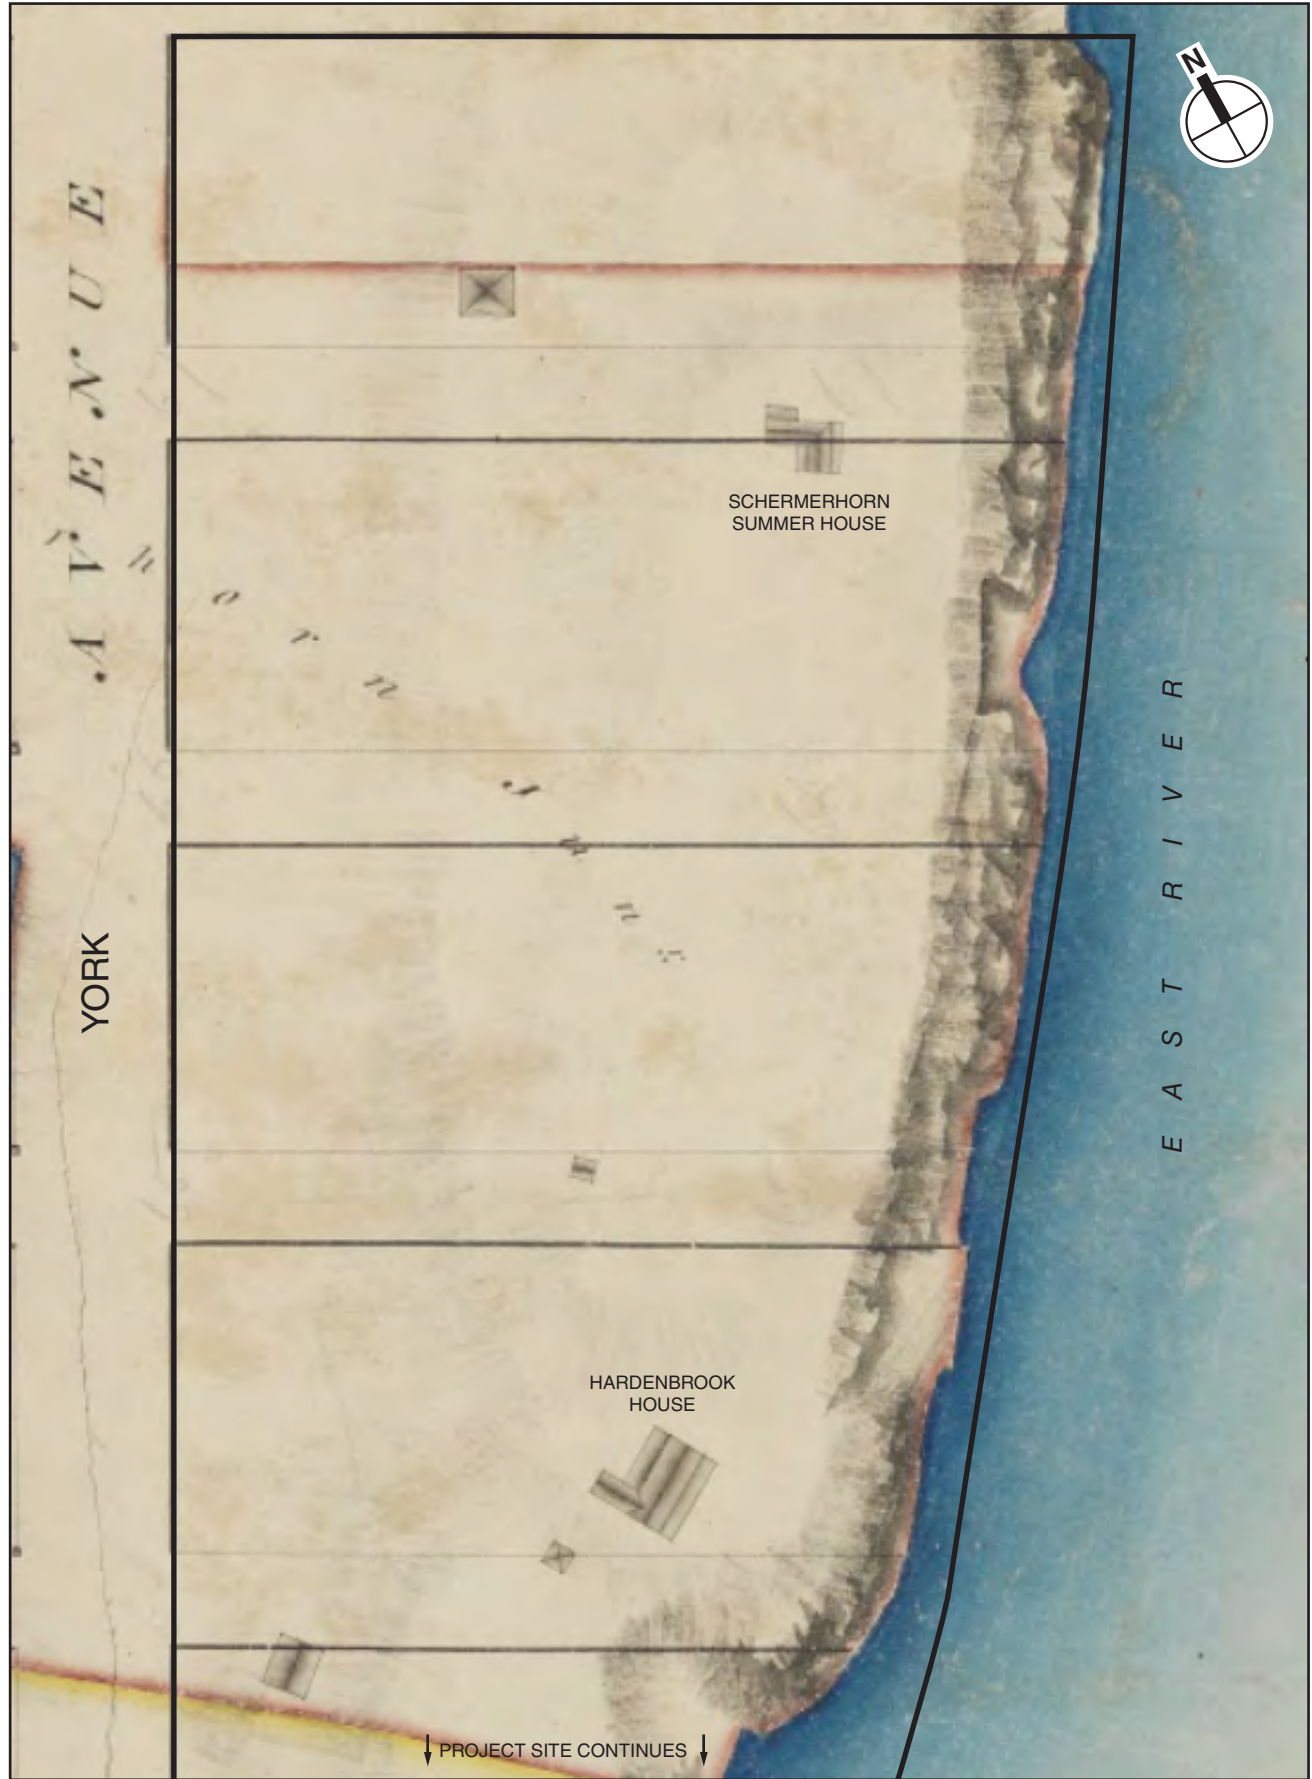 N
AVENUE
YORK
h o r n
J u n r.
SCHERMERHORN
SUMMER HOUSE
EAST RIVER
HARDENBROOK
HOUSE
PROJECT SITE CONTINUES